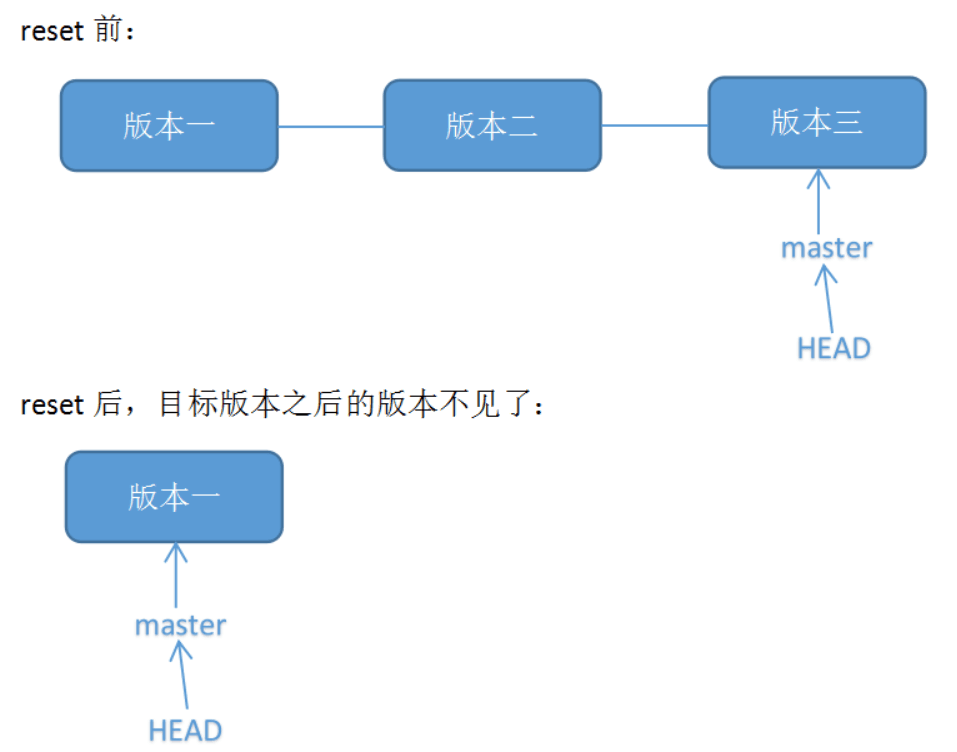 reset 前：
版本一 版本二 版本三
master
HEAD
reset 后，目标版本之后的版本不见了：
版本一
master
HEAD